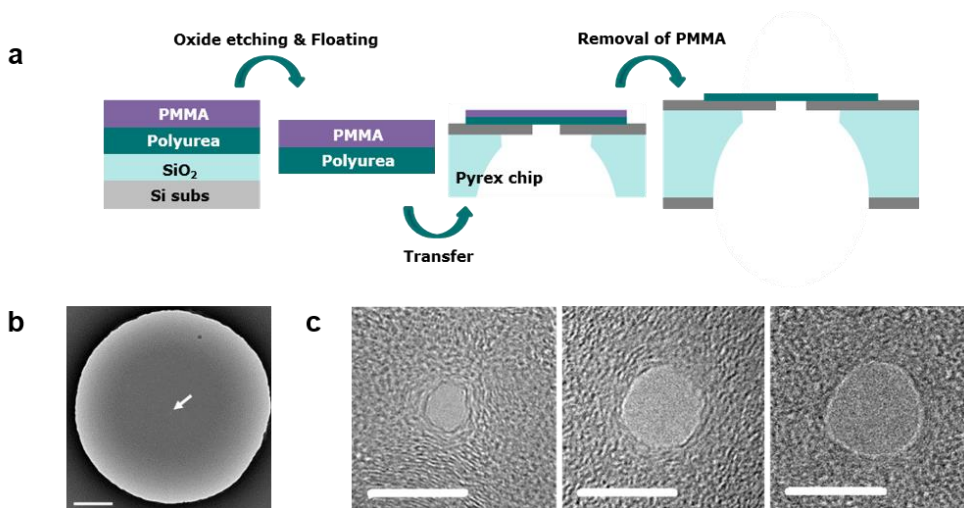 a
Oxide etching & Floating
Removal of PMMA
PMMA
Polyurea
SiO₂
Si subs
PMMA
Polyurea
Pyrex chip
Transfer
b
c